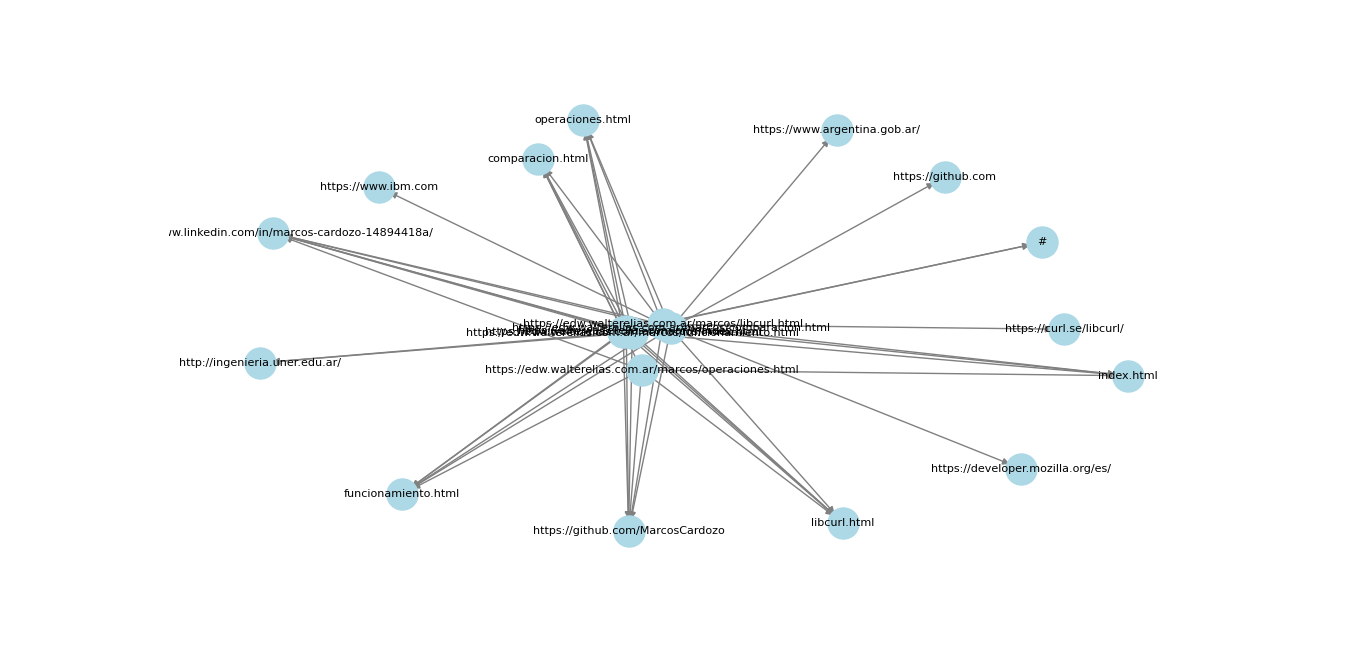 operaciones.html
https://www.argentina.gob.ar/
comparacion.html
https://github.com
https://www.ibm.com
w.linkedin.com/in/marcos-cardozo-14894418a/
#
https://edw.walterelias.com.ar/marcos/libcurl.html
https://curl.se/libcurl/
http://ingenieria.uner.edu.ar/
https://edw.walterelias.com.ar/marcos/operaciones.html
index.html
https://developer.mozilla.org/es/
funcionamiento.html
libcurl.html
https://github.com/MarcosCardozo